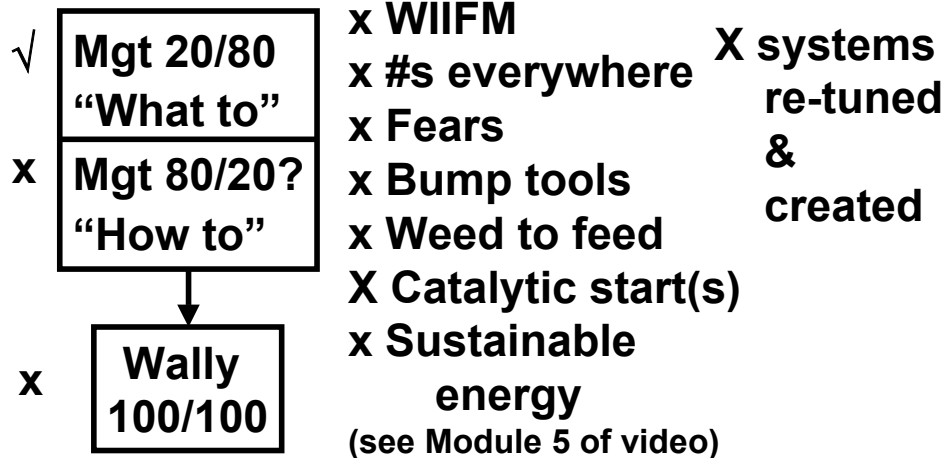 √
Mgt 20/80
“What to”
x
Mgt 80/20?
“How to”
x
Wally
100/100
x WIIFM
x #s everywhere
x Fears
x Bump tools
x Weed to feed
X Catalytic start(s)
x Sustainable
energy
(see Module 5 of video)
X systems
re-tuned
&
created